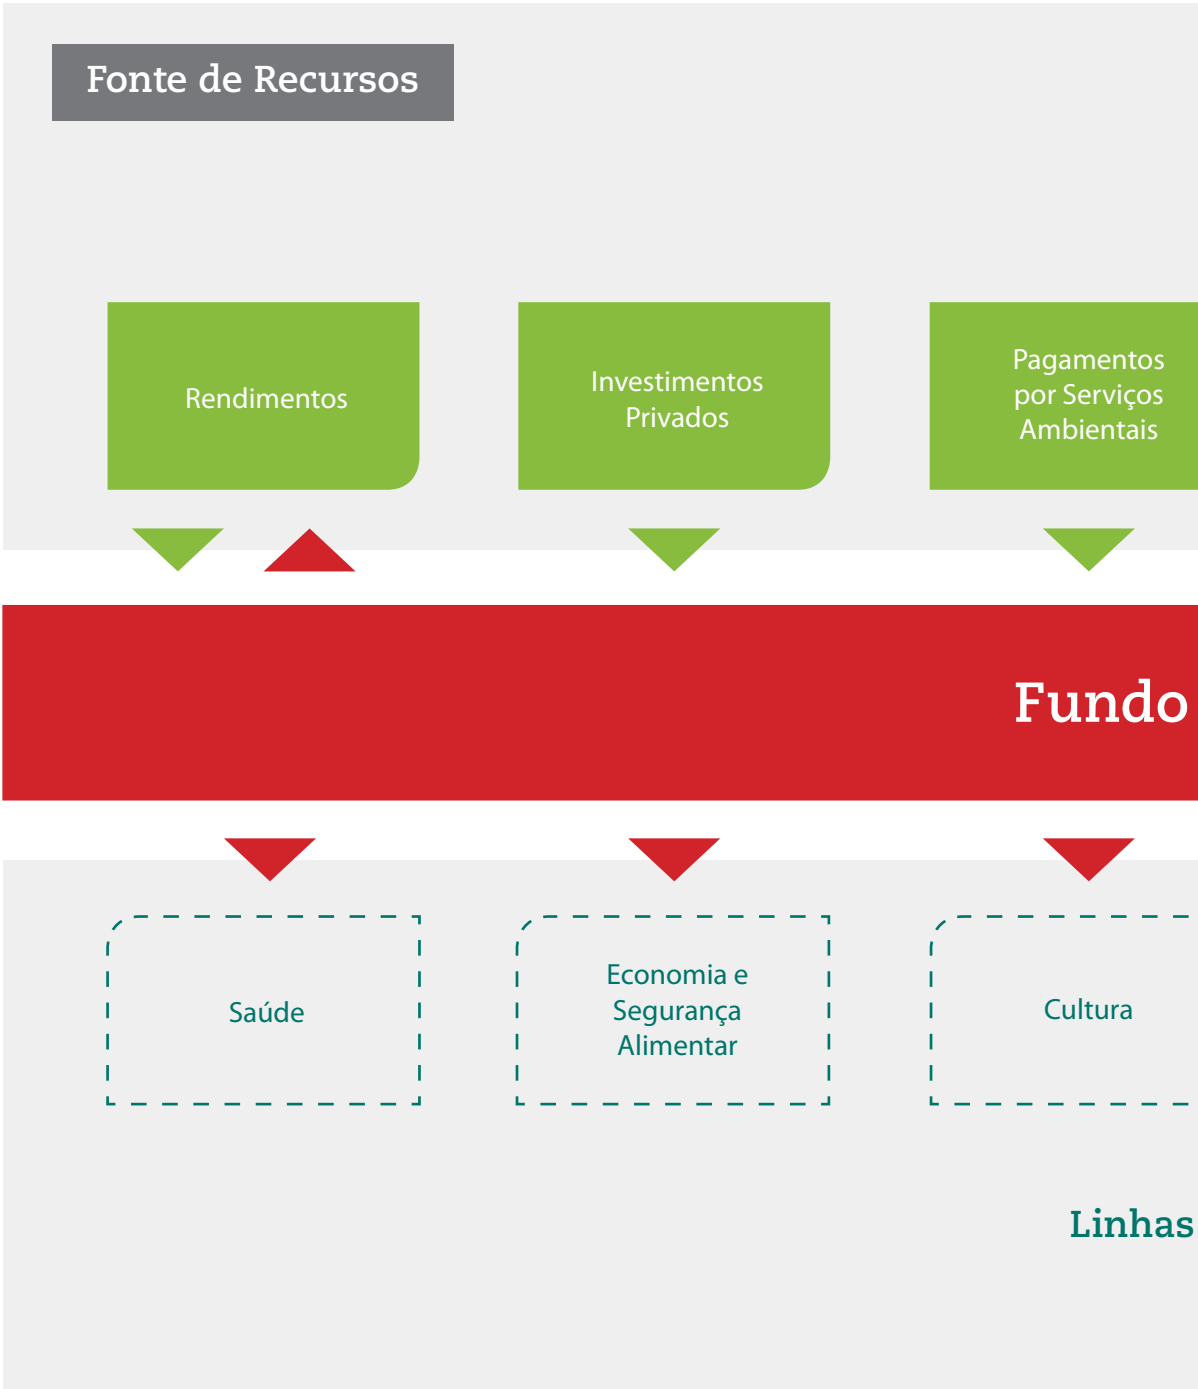 Fonte de Recursos
Rendimentos
Investimentos
Privados
Pagamentos
por Serviços
Ambientais
Fundo
Saúde
Economia e
Segurança
Alimentar
Cultura
Linhas